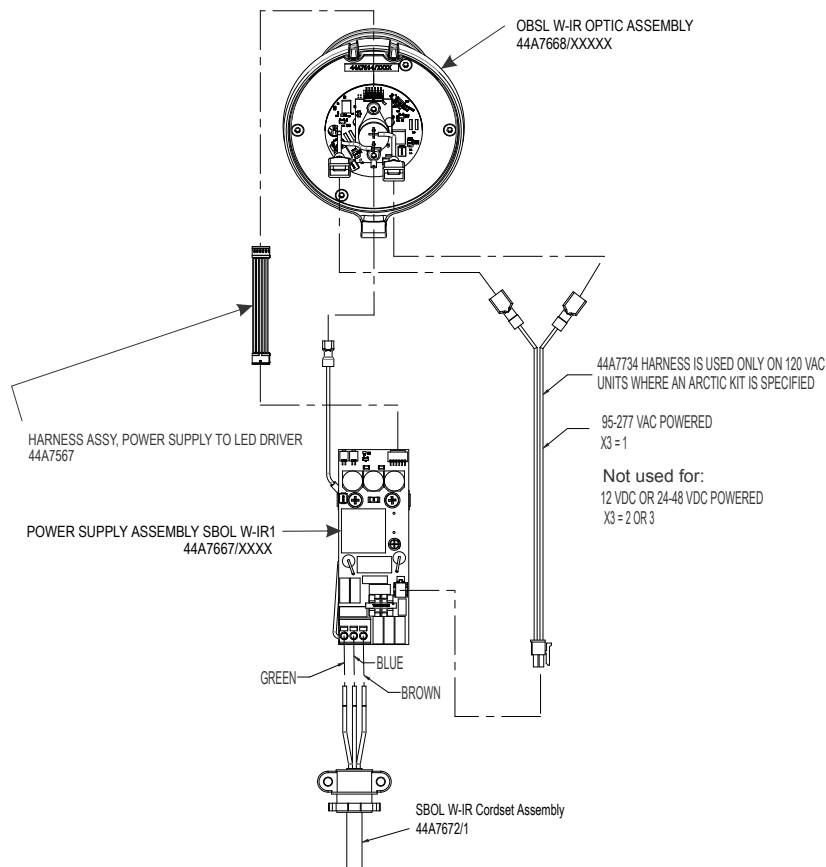 OBSL W-IR OPTIC ASSEMBLY
44A7668/XXXXX
44A7644/XXXX
44A7734 HARNESS IS USED ONLY ON 120 VAC
UNITS WHERE AN ARCTIC KIT IS SPECIFIED
95-277 VAC POWERED
X3 = 1
Not used for:
12 VDC OR 24-48 VDC POWERED
X3 = 2 OR 3
HARNESS ASSY, POWER SUPPLY TO LED DRIVER
44A7567
POWER SUPPLY ASSEMBLY SBOL W-IR1
44A7667/XXXX
GREEN
BLUE
BROWN
SBOL W-IR Cordset Assembly
44A7672/1